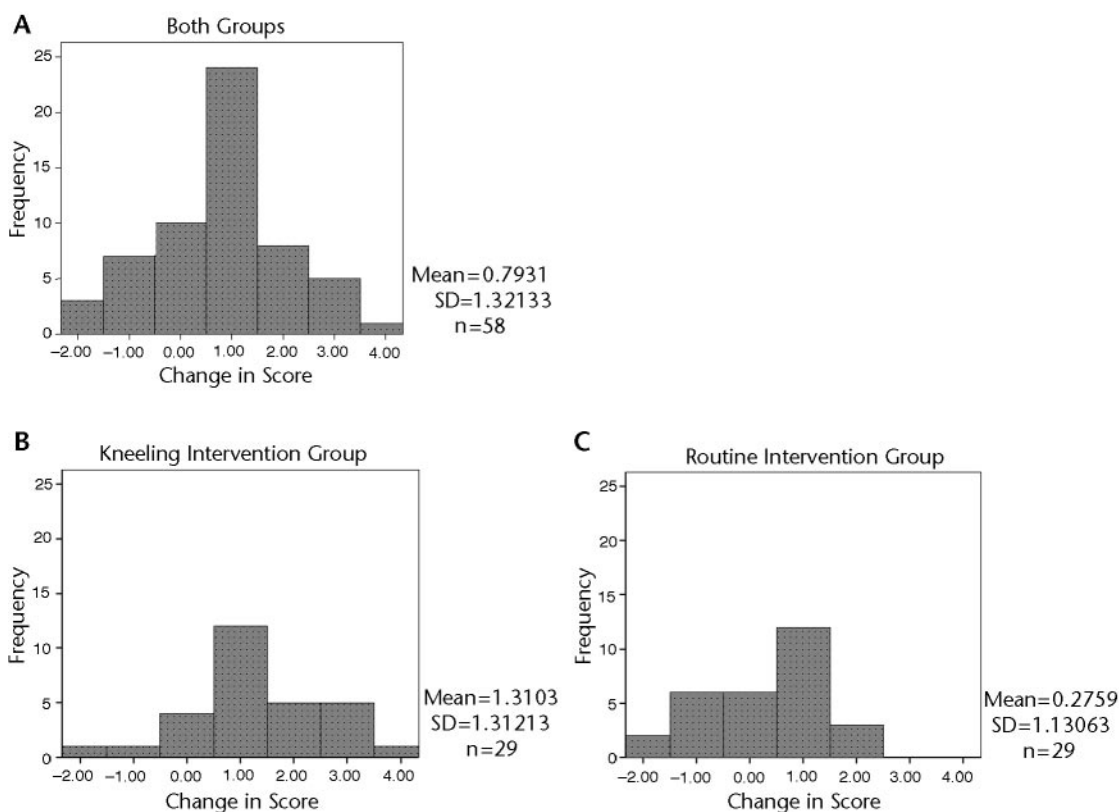 A
Both Groups
25
20
15
10
5
0
Frequency
−2.00 −1.00 0.00 1.00 2.00 3.00 4.00
Change in Score
Mean=0.7931
SD=1.32133
n=58
B
Kneeling Intervention Group
25
20
15
10
5
0
Frequency
−2.00 −1.00 0.00 1.00 2.00 3.00 4.00
Change in Score
Mean=1.3103
SD=1.31213
n=29
C
Routine Intervention Group
25
20
15
10
5
0
Frequency
−2.00 −1.00 0.00 1.00 2.00 3.00 4.00
Change in Score
Mean=0.2759
SD=1.13063
n=29